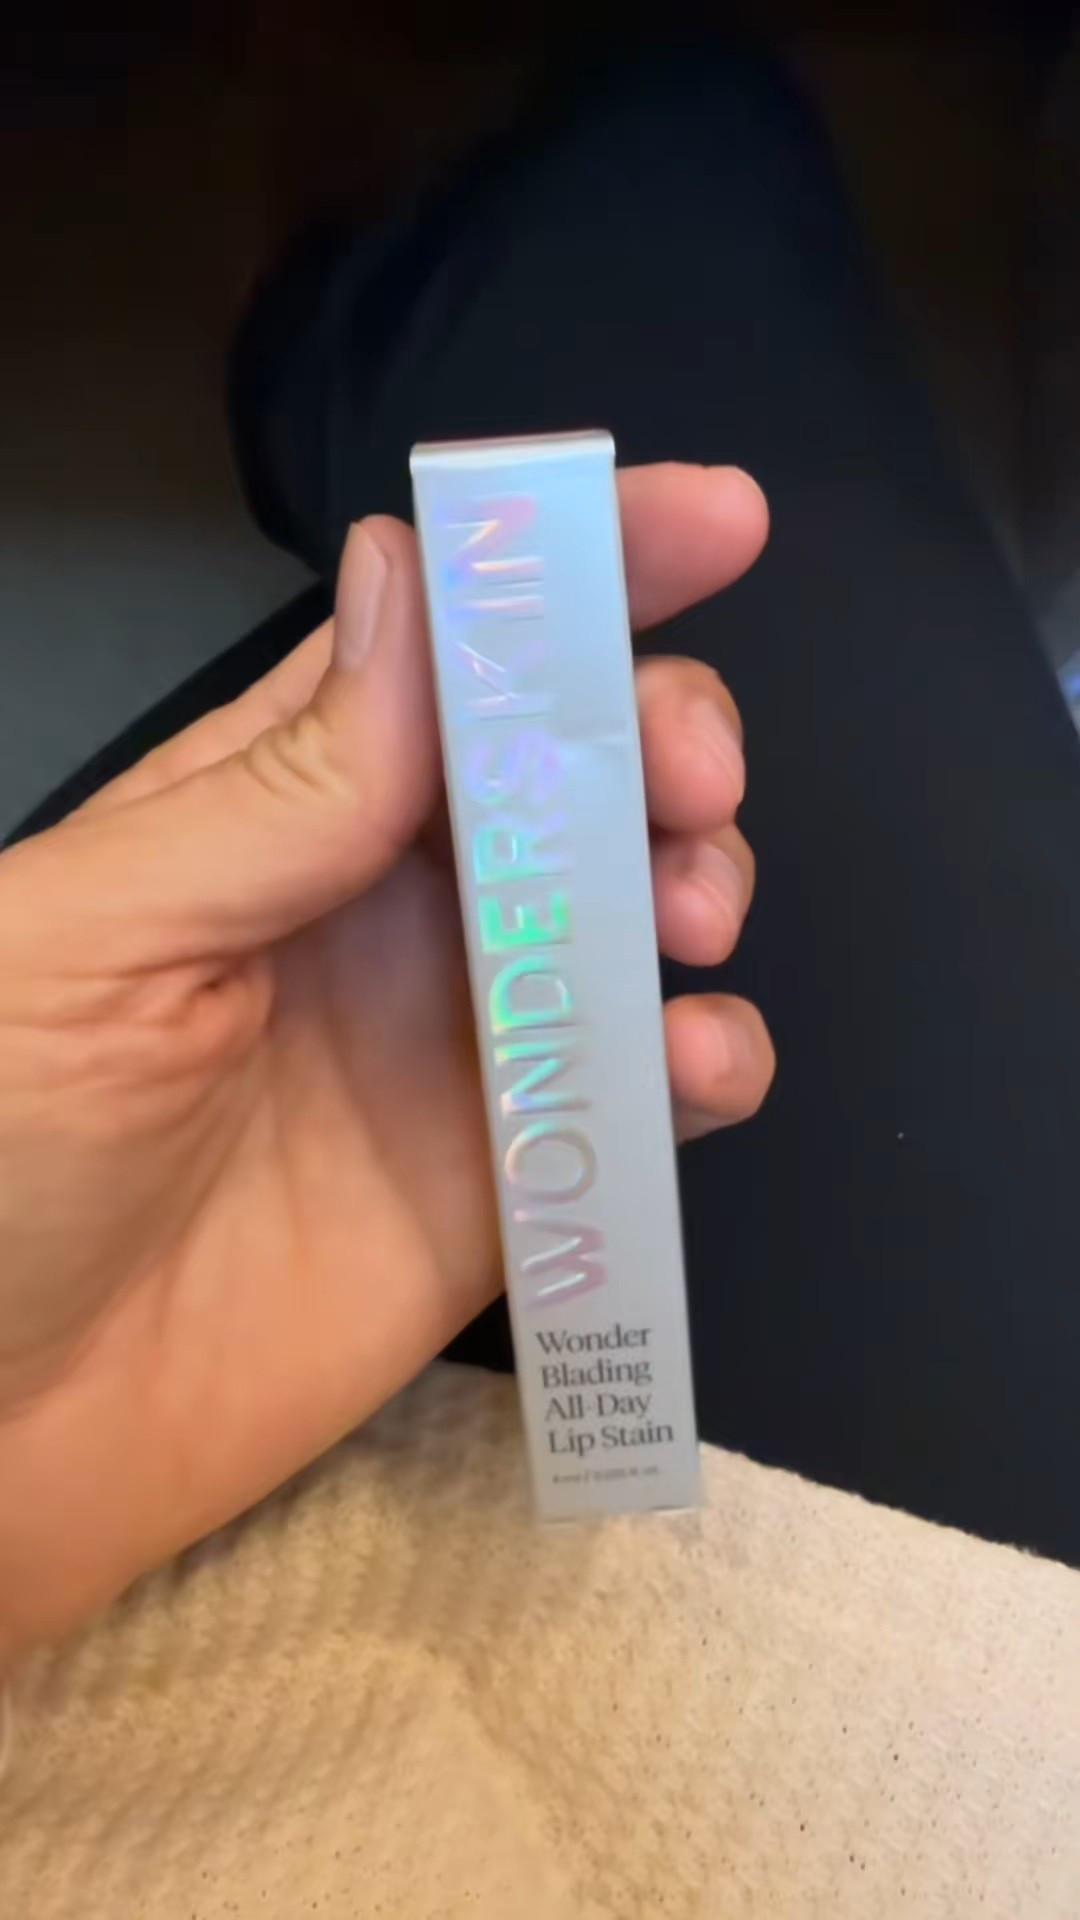 WONDERSKIN
Wonder
Blading
All-Day
Lip Stain